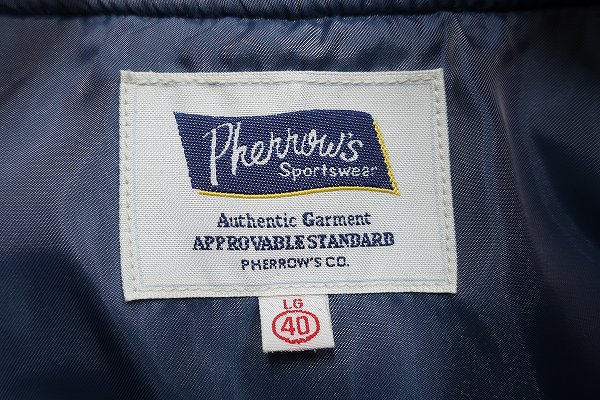 Pherrow's
Sportswear
Authentic Garment
APPROVABLE STANDARD
PHERROW'S CO.
LG
40